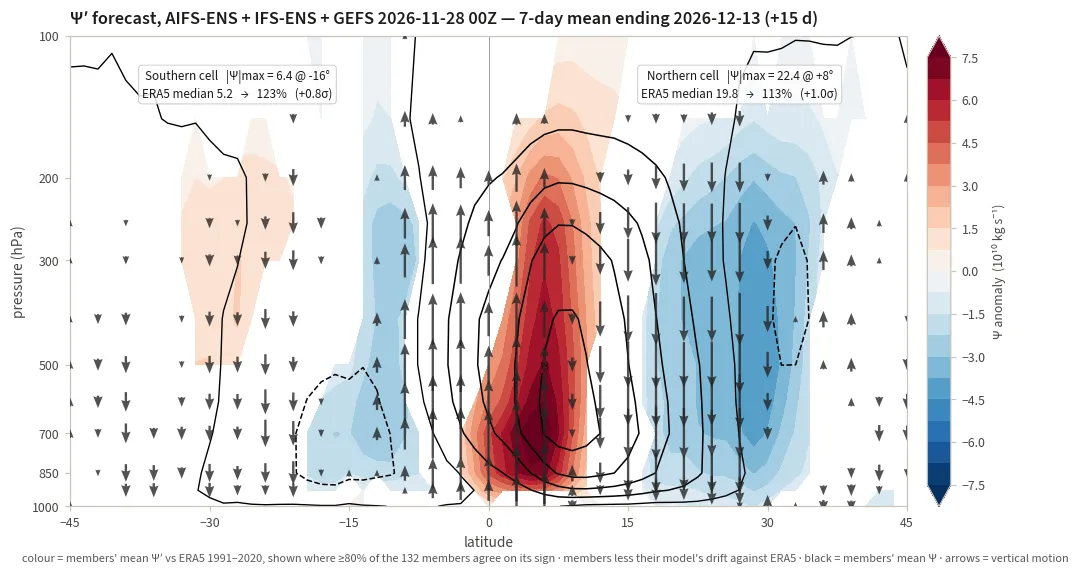 Ψ′ forecast, AIFS-ENS + IFS-ENS + GEFS 2026-11-28 00Z — 7-day mean ending 2026-12-13 (+15 d)
Southern cell |Ψ|max = 6.4 @ -16°
ERA5 median 5.2 → 123% (+0.8σ)
Northern cell |Ψ|max = 22.4 @ +8°
ERA5 median 19.8 → 113% (+1.0σ)
pressure (hPa)
100
200
300
400
500
700
850
1000
−45
−30
−15
0
15
30
45
latitude
7.5
6.0
4.5
3.0
1.5
0.0
−1.5
−3.0
−4.5
−6.0
−7.5
Ψ anomaly (10¹⁰ kg s⁻¹)
colour = members' mean Ψ′ vs ERA5 1991–2020, shown where ≥80% of the 132 members agree on its sign · members less their model's drift against ERA5 · black = members' mean Ψ · arrows = vertical motion